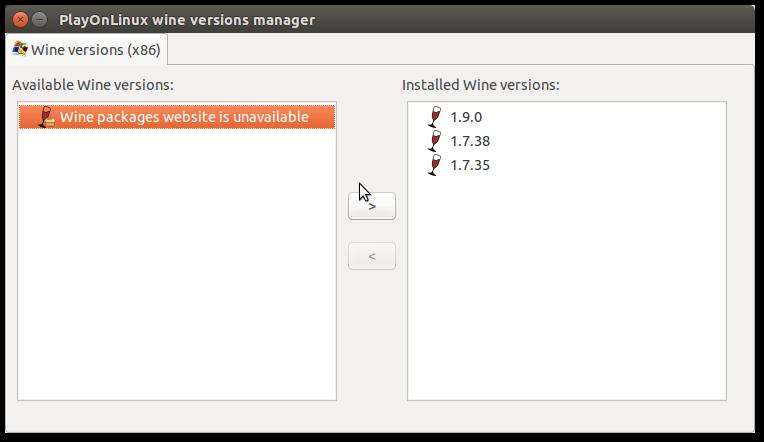 PlayOnLinux wine versions manager
Wine versions (x86)
Available Wine versions:
Installed Wine versions:
Wine packages website is unavailable
1.9.0
1.7.38
1.7.35
>
<